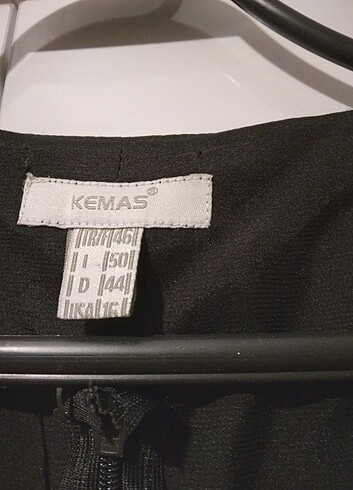 KEMAS®
TR/F 46
I 50
D 44
USA 16